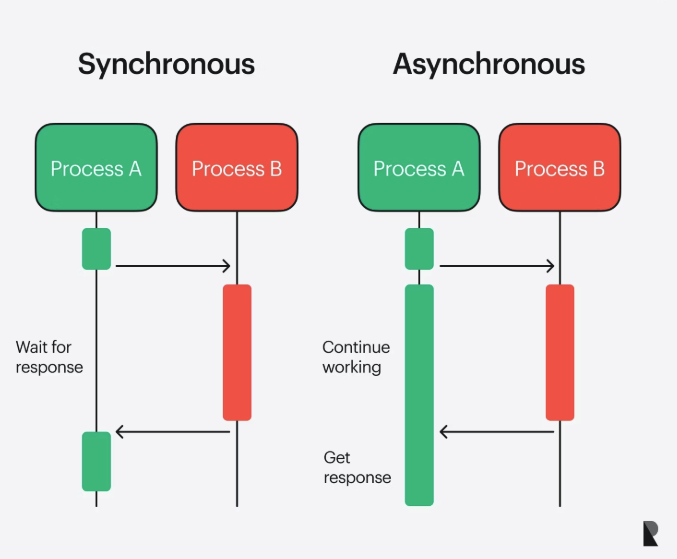 Synchronous
Asynchronous
Process A
Process B
Process A
Process B
Wait for
response
Continue
working
Get
response